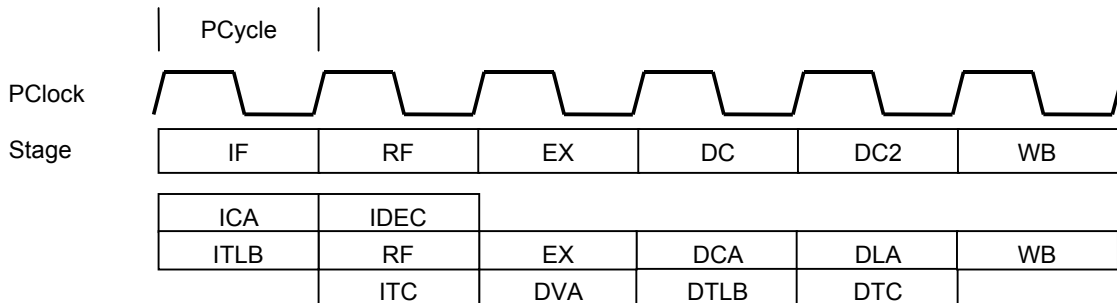 PCycle
PClock
Stage IF RF EX DC DC2 WB
ICA IDEC
ITLB RF EX DCA DLA WB
ITC DVA DTLB DTC